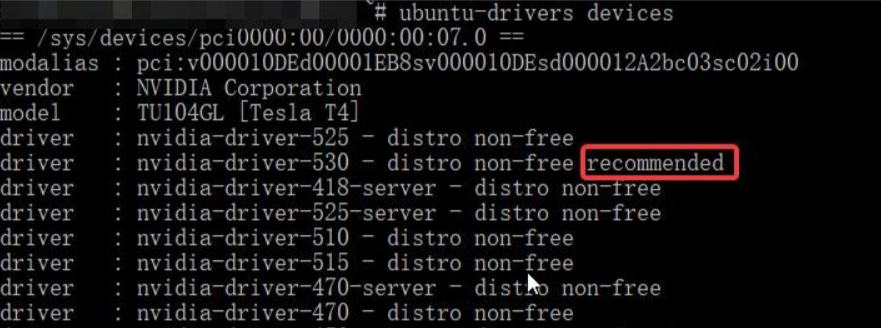 # ubuntu-drivers devices
== /sys/devices/pci0000:00/0000:00:07.0 ==
modalias : pci:v000010DEd00001EB8sv000010DEsd000012A2bc03sc02i00
vendor   : NVIDIA Corporation
model    : TU104GL [Tesla T4]
driver   : nvidia-driver-525 - distro non-free
driver   : nvidia-driver-530 - distro non-free recommended
driver   : nvidia-driver-418-server - distro non-free
driver   : nvidia-driver-525-server - distro non-free
driver   : nvidia-driver-510 - distro non-free
driver   : nvidia-driver-515 - distro non-free
driver   : nvidia-driver-470-server - distro non-free
driver   : nvidia-driver-470 - distro non-free